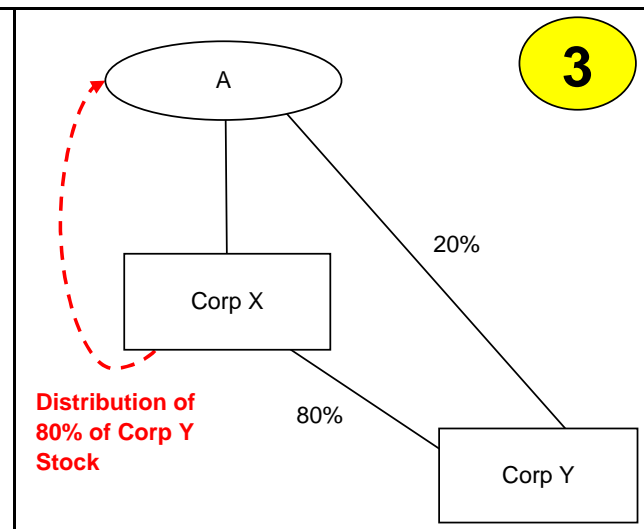 3
A
20%
Corp X
Distribution of
80% of Corp Y
Stock
80%
Corp Y